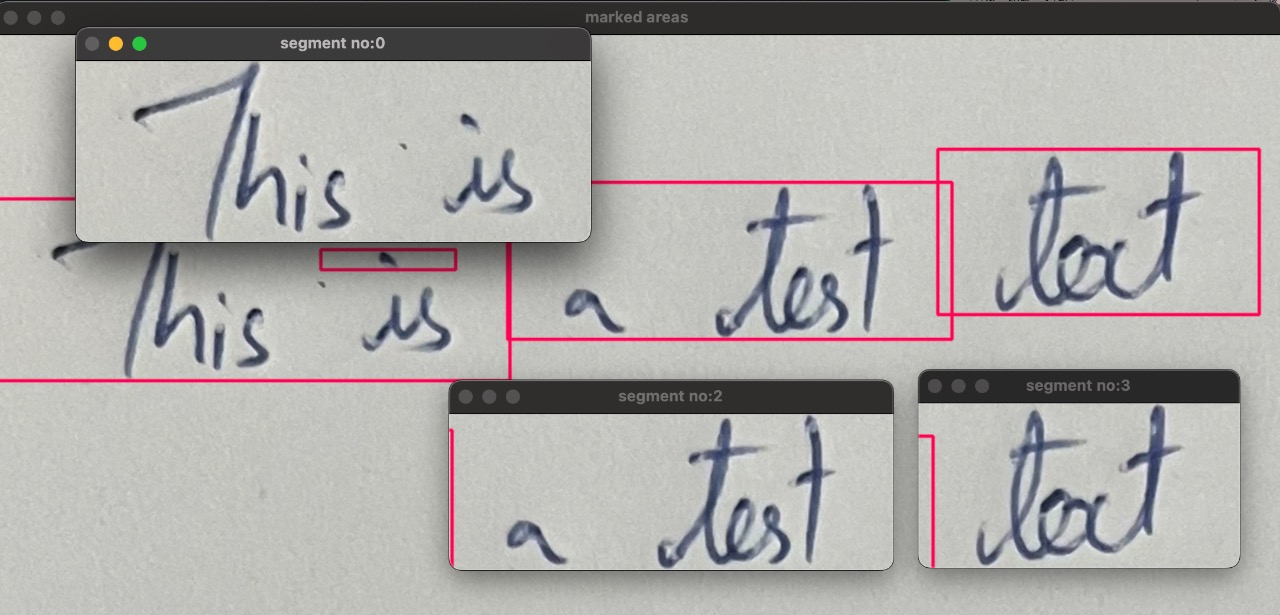 marked areas
segment no:0
This is
This is a test text
segment no:2
a test
segment no:3
text